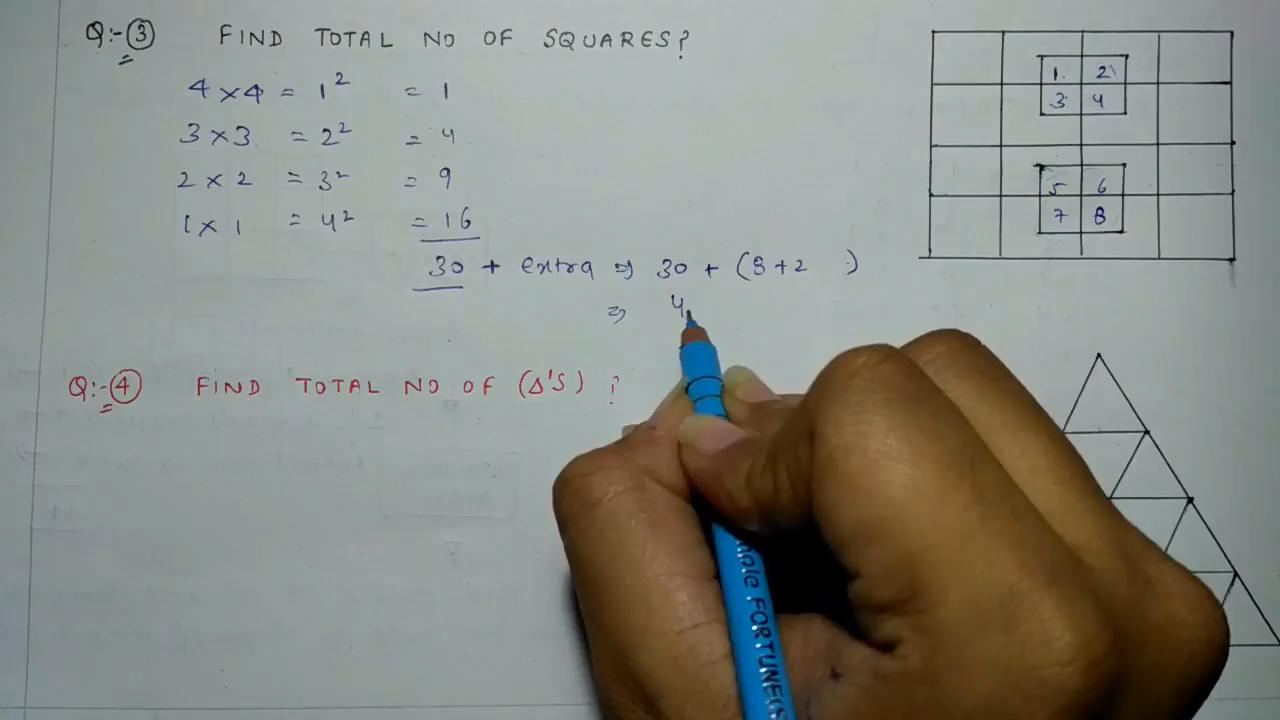 Q:-③ FIND TOTAL NO OF SQUARES?
4 × 4 = 1² = 1
3 × 3 = 2² = 4
2 × 2 = 3² = 9
1 × 1 = 4² = 16
30 + extra ⇒ 30 + (8+2 )
⇒ 4
1. 2
3 4
5 6
7 8
Q:-④ FIND TOTAL NO OF (Δ'S) ?
FORTUNE